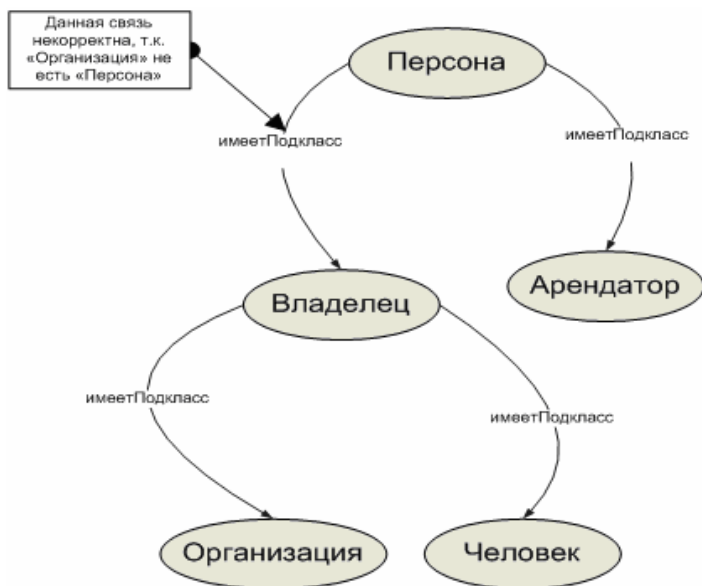 Данная связь
некорректна, т.к.
«Организация» не
есть «Персона»
Персона
имеетПодкласс
имеетПодкласс
Арендатор
Владелец
имеетПодкласс
имеетПодкласс
Организация
Человек